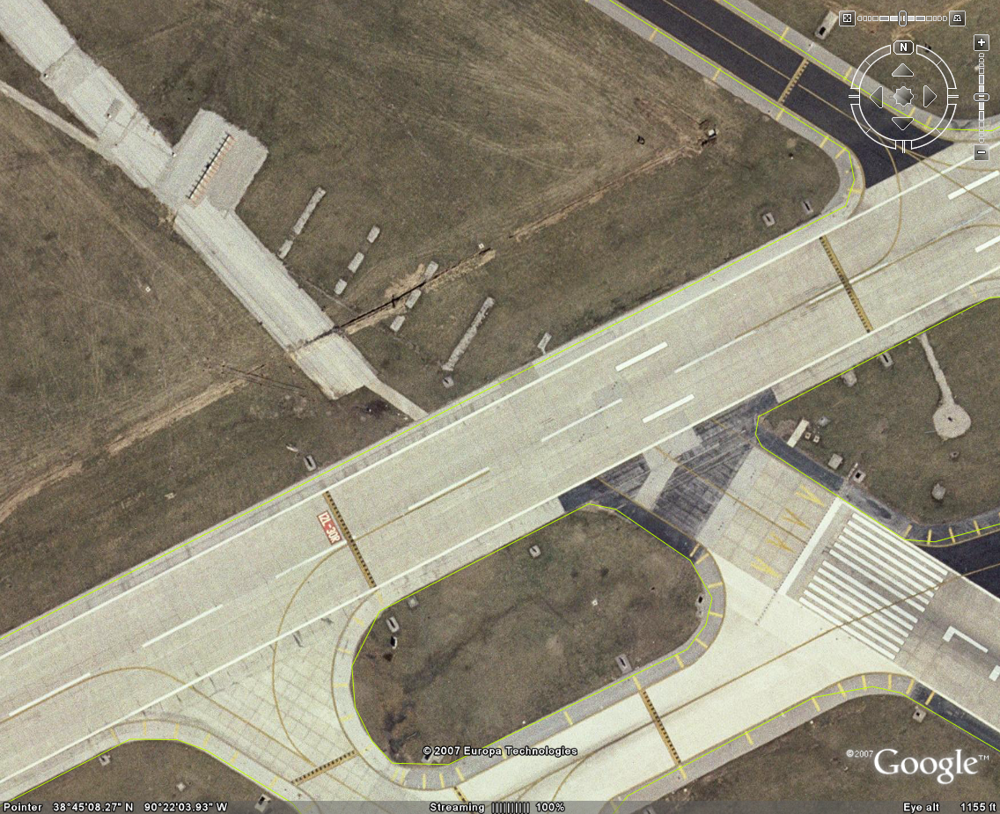 N
12L-30R
© 2007 Europa Technologies
©2007 Google™
Pointer 38°45'08.27" N 90°22'03.93" W
Streaming |||||||||| 100%
Eye alt 1155 ft